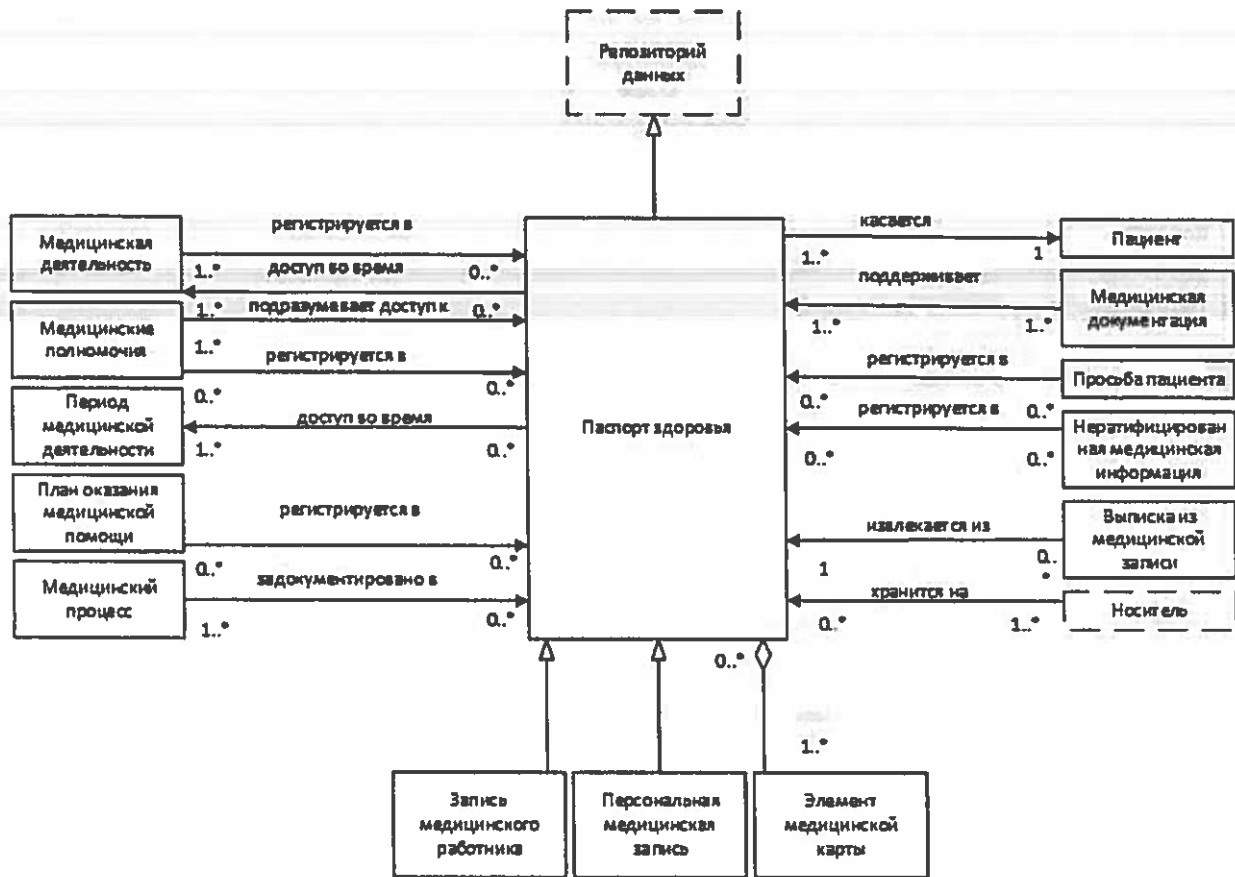 Репозиторий
данных
регистрируется в
Медицинская
деятельность
1..*
0..*
доступ во время
1..*
0..*
подразумевает доступ к
Медицинские
полномочия
1..*
регистрируется в
0..*
0..*
Период
медицинской
деятельности
доступ во время
1..*
0..*
План оказания
медицинской
помощи
регистрируется в
0..*
0..*
Медицинский
процесс
задокументировано в
1..*
0..*
Паспорт здоровья
касается
1..*
1
Пациент
поддерживает
1..*
1..*
Медицинская
документация
регистрируется в
0..*
0..*
Просьба пациента
регистрируется в
0..*
0..*
Нератифицирован
ная медицинская
информация
извлекается из
1
0..
*
Выписка из
медицинской
записи
хранится на
0..*
1..*
Носитель
0..*
1..*
Запись
медицинского
работника
Персональная
медицинская
запись
Элемент
медицинской
карты